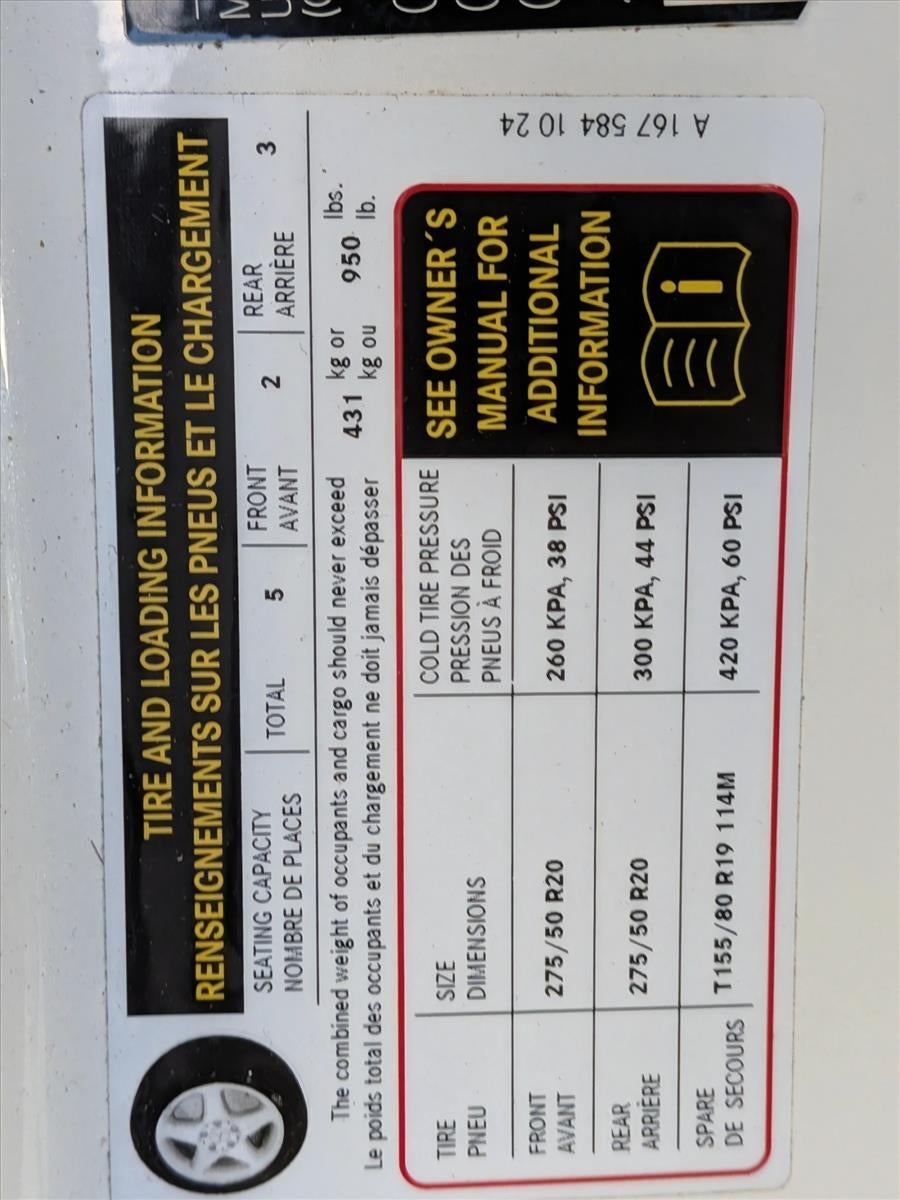 TIRE AND LOADING INFORMATION
RENSEIGNEMENTS SUR LES PNEUS ET LE CHARGEMENT
SEATING CAPACITY
NOMBRE DE PLACES
TOTAL 5
FRONT
AVANT
2
REAR
ARRIÈRE
3
The combined weight of occupants and cargo should never exceed
Le poids total des occupants et du chargement ne doit jamais dépasser
431
kg or
kg ou
950
lbs.
lb.
TIRE
PNEU
SIZE
DIMENSIONS
COLD TIRE PRESSURE
PRESSION DES
PNEUS À FROID
FRONT
AVANT
275/50 R20
260 KPA, 38 PSI
REAR
ARRIÈRE
275/50 R20
300 KPA, 44 PSI
SPARE
DE SECOURS
T155/80 R19 114M
420 KPA, 60 PSI
SEE OWNER´S
MANUAL FOR
ADDITIONAL
INFORMATION
A 167 584 10 24